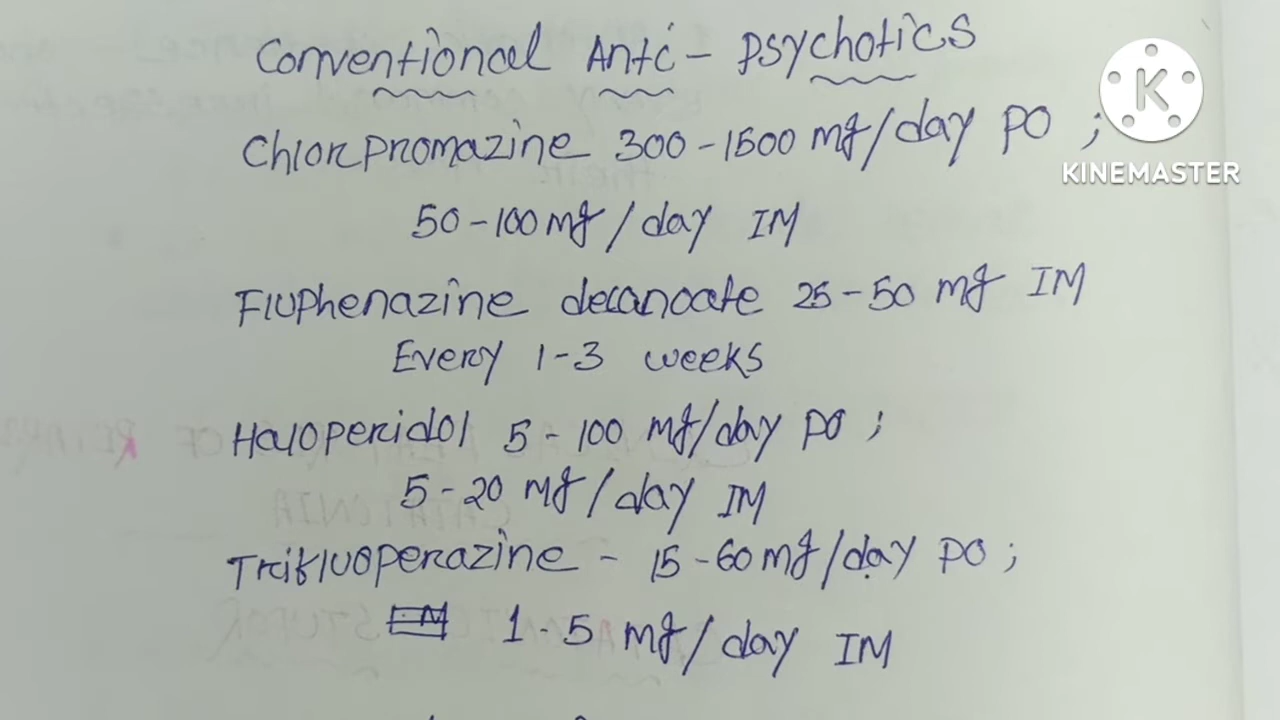 Conventional Anti - Psychotics
Chlorpromazine 300-1500 mg/day PO ;
50-100 mg/day IM
Fluphenazine decanoate 25-50 mg IM
Every 1-3 weeks
Haloperidol 5-100 mg/day PO ;
5-20 mg/day IM
Trifluoperazine - 15-60 mg/day PO ;
1-5 mg/day IM
K
KINEMASTER